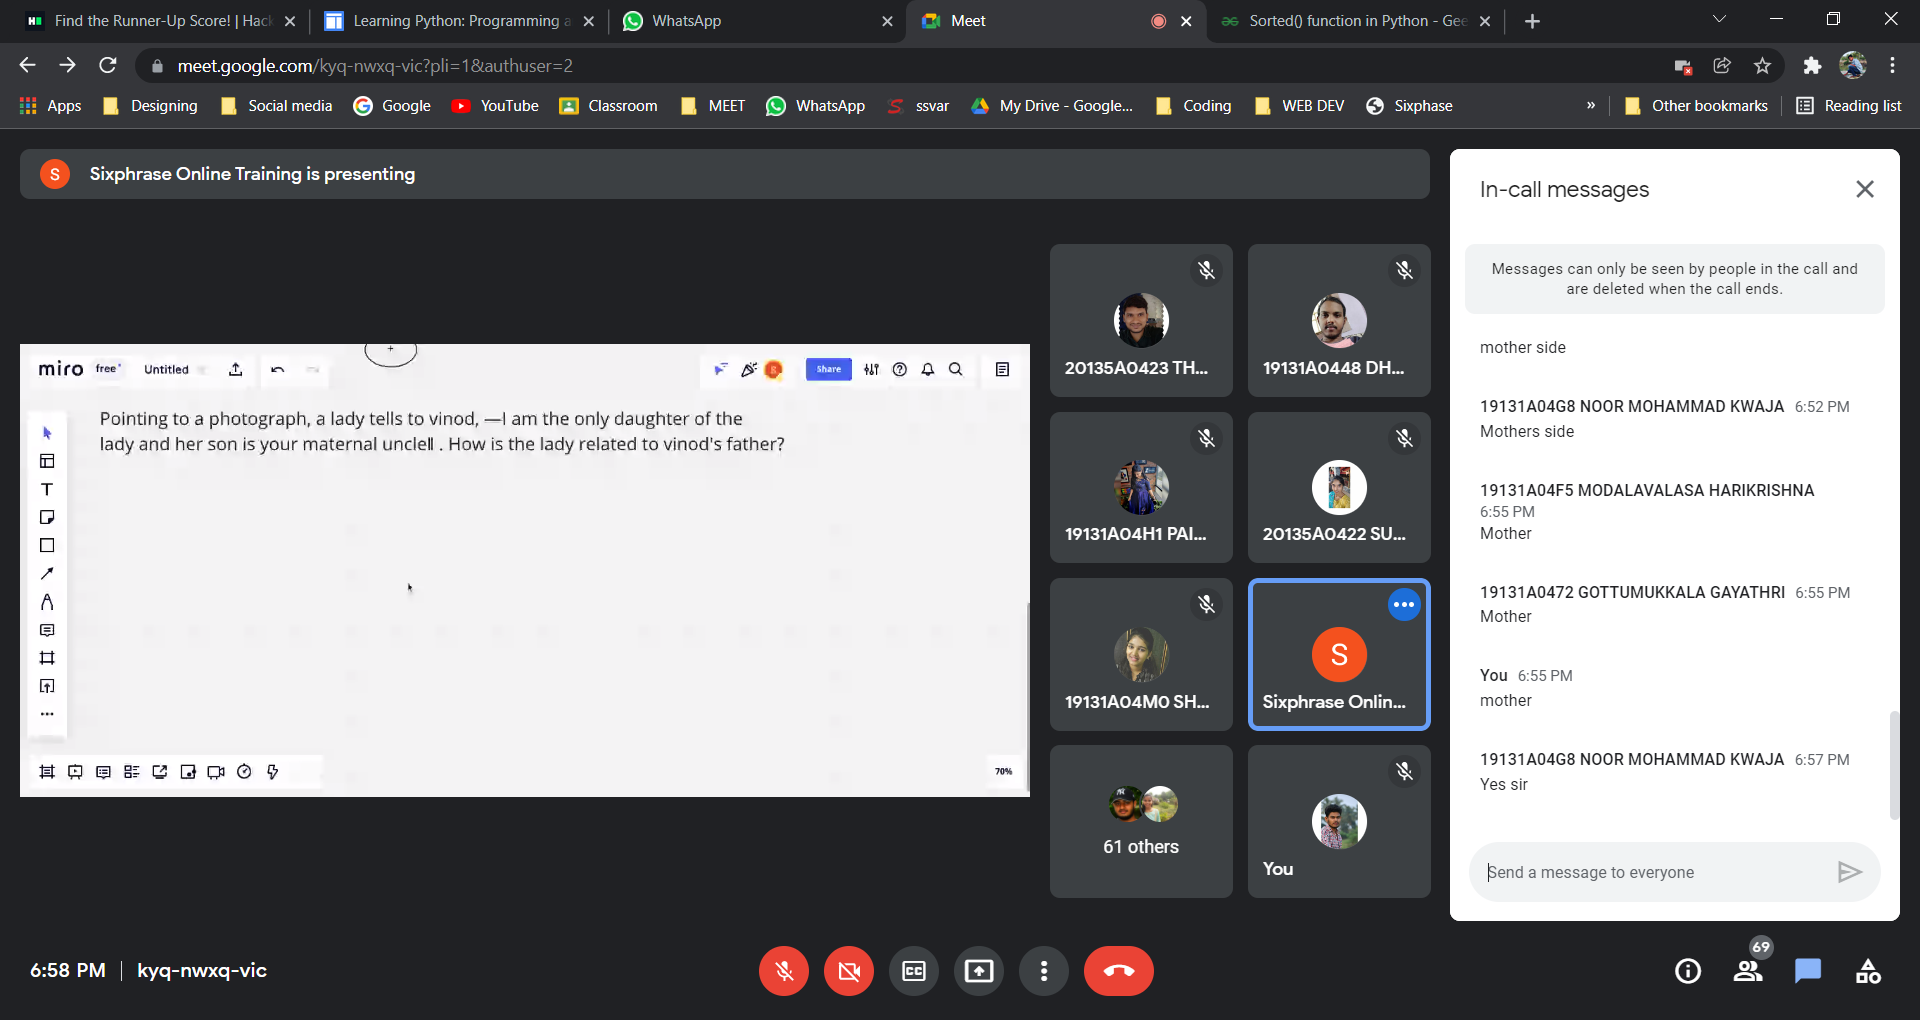 Find the Runner-Up Score! | Hack
Learning Python: Programming a
WhatsApp
Meet
Sorted() function in Python - Gee
meet.google.com/kyq-nwxq-vic?pli=1&authuser=2
Apps
Designing
Social media
Google
YouTube
Classroom
MEET
WhatsApp
ssvar
My Drive - Google...
Coding
WEB DEV
Sixphase
»
Other bookmarks
Reading list
S Sixphrase Online Training is presenting
miro free Untitled
Share
Pointing to a photograph, a lady tells to vinod, —I am the only daughter of the
lady and her son is your maternal unclell . How is the lady related to vinod's father?
70%
20135A0423 TH...
19131A0448 DH...
19131A04H1 PAI...
20135A0422 SU...
19131A04M0 SH...
S
Sixphrase Onlin...
61 others
You
In-call messages
Messages can only be seen by people in the call and
are deleted when the call ends.
mother side
19131A04G8 NOOR MOHAMMAD KWAJA 6:52 PM
Mothers side
19131A04F5 MODALAVALASA HARIKRISHNA
6:55 PM
Mother
19131A0472 GOTTUMUKKALA GAYATHRI 6:55 PM
Mother
You 6:55 PM
mother
19131A04G8 NOOR MOHAMMAD KWAJA 6:57 PM
Yes sir
Send a message to everyone
6:58 PM | kyq-nwxq-vic
CC
69